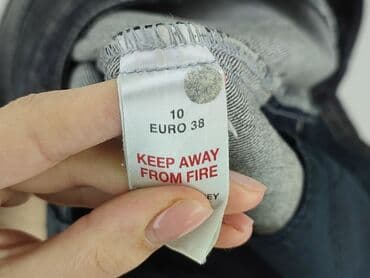 10
EURO 38
KEEP AWAY
FROM FIRE